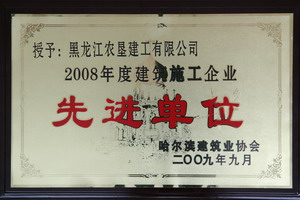 授予：黑龙江农垦建工有限公司
2008年度建筑施工企业
先进单位
哈尔滨建筑业协会
二〇〇九年九月